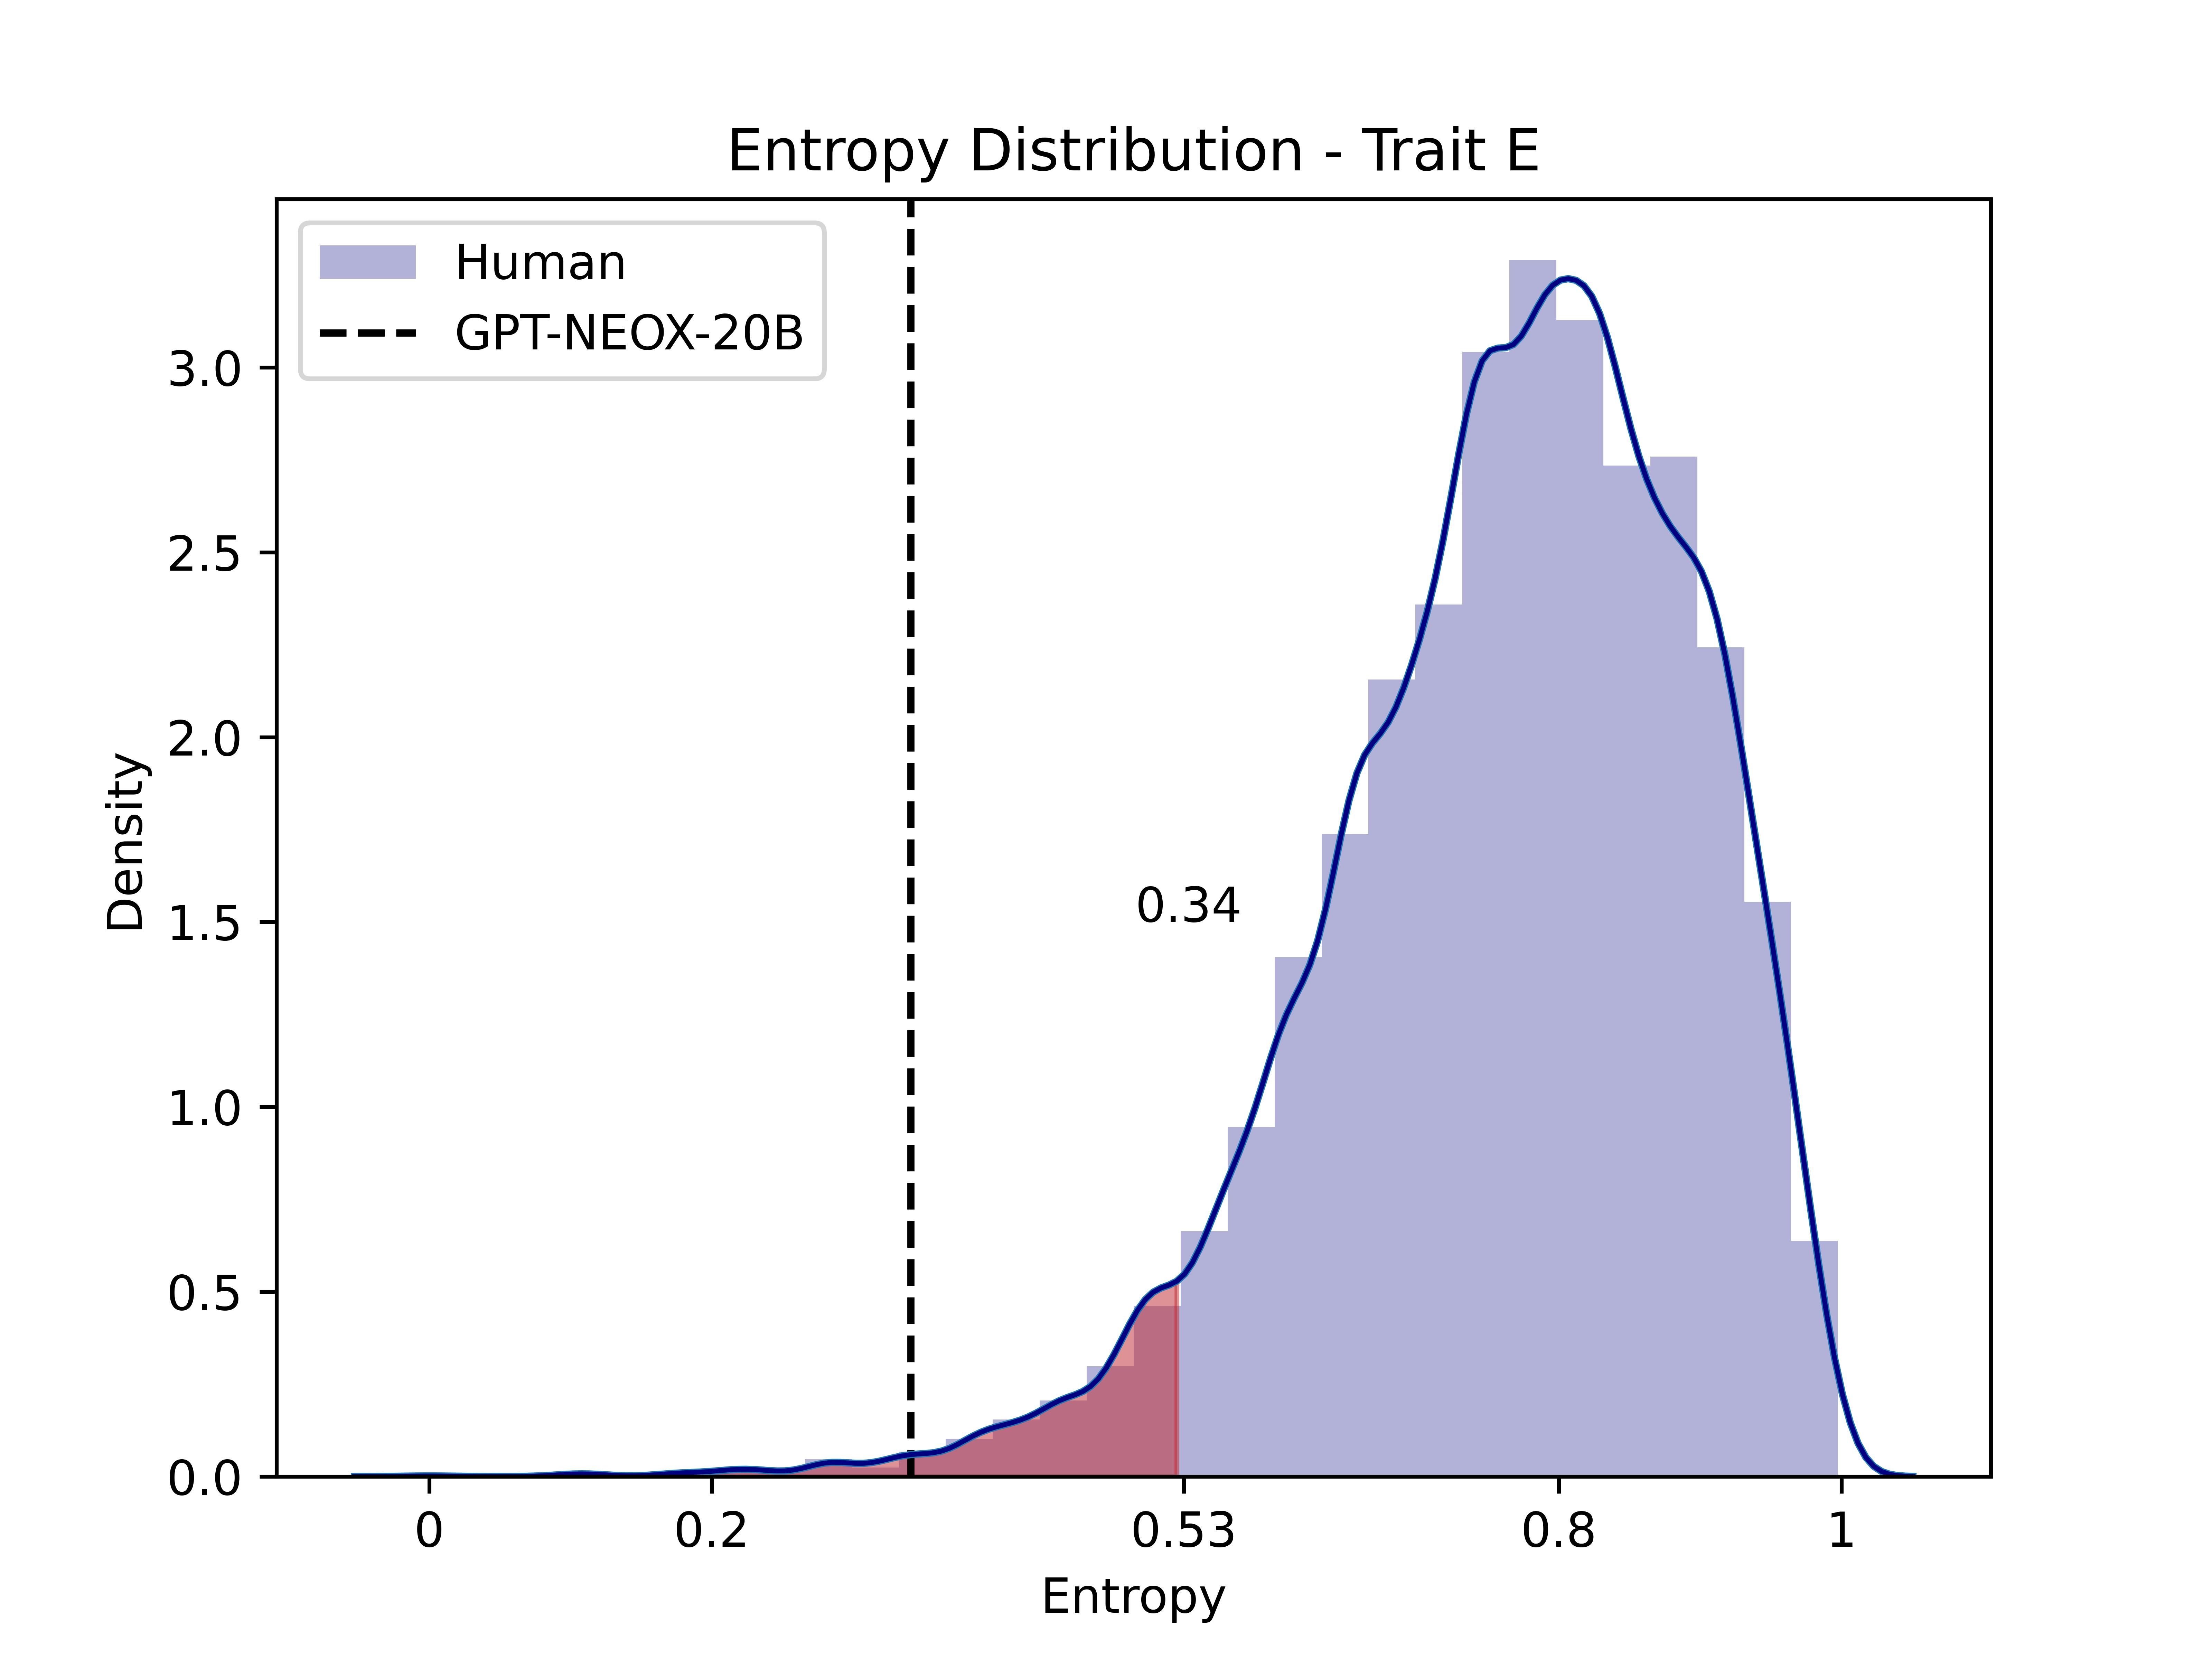 Entropy Distribution - Trait E
Human
GPT-NEOX-20B
3.0
2.5
2.0
1.5
1.0
0.5
0.0
Density
0.34
0 0.2 0.53 0.8 1
Entropy